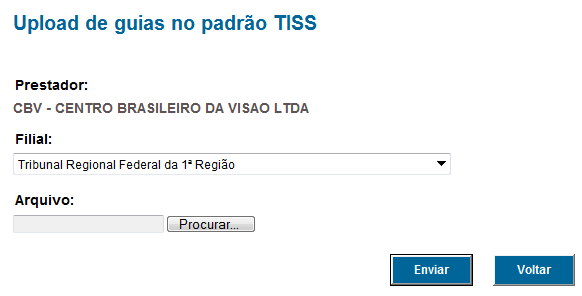 Upload de guias no padrão TISS
Prestador:
CBV - CENTRO BRASILEIRO DA VISAO LTDA
Filial:
Tribunal Regional Federal da 1ª Região
Arquivo:
Procurar...
Enviar
Voltar